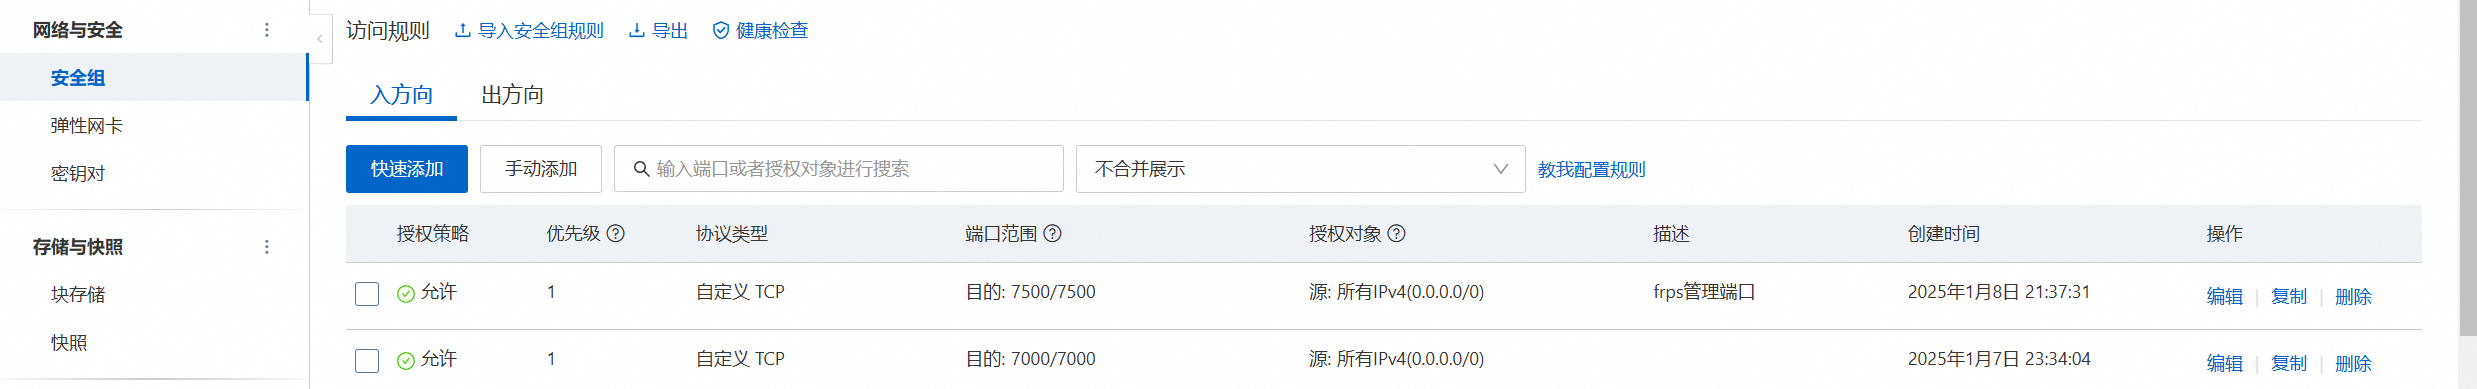 网络与安全
安全组
弹性网卡
密钥对
存储与快照
块存储
快照
访问规则 导入安全组规则 导出 健康检查
入方向 出方向
快速添加 手动添加 输入端口或者授权对象进行搜索 不合并展示 教我配置规则
授权策略 优先级 协议类型 端口范围 授权对象 描述 创建时间 操作
允许 1 自定义 TCP 目的: 7500/7500 源: 所有IPv4(0.0.0.0/0) frps管理端口 2025年1月8日 21:37:31 编辑 复制 删除
允许 1 自定义 TCP 目的: 7000/7000 源: 所有IPv4(0.0.0.0/0) 2025年1月7日 23:34:04 编辑 复制 删除